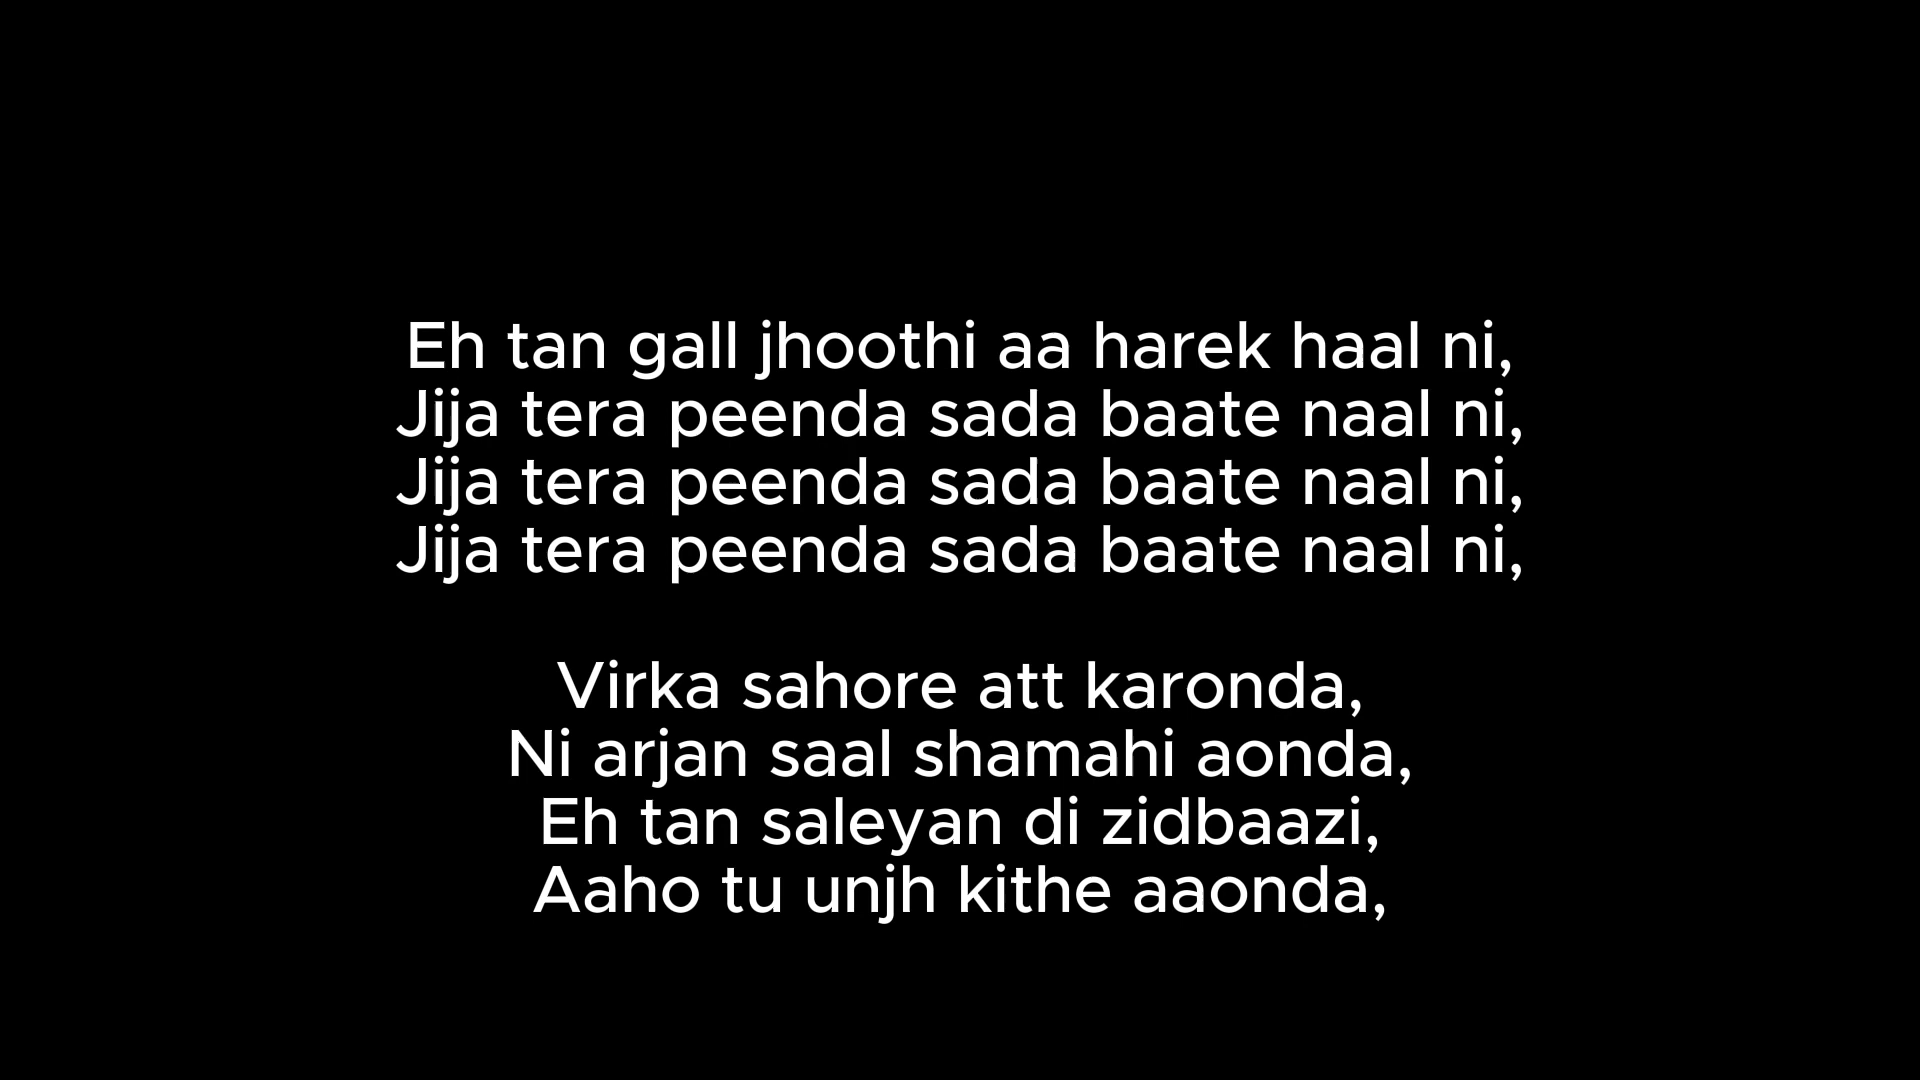 Eh tan gall jhoothi aa harek haal ni,
Jija tera peenda sada baate naal ni,
Jija tera peenda sada baate naal ni,
Jija tera peenda sada baate naal ni,
Virka sahore att karonda,
Ni arjan saal shamahi aonda,
Eh tan saleyan di zidbaazi,
Aaho tu unjh kithe aaonda,